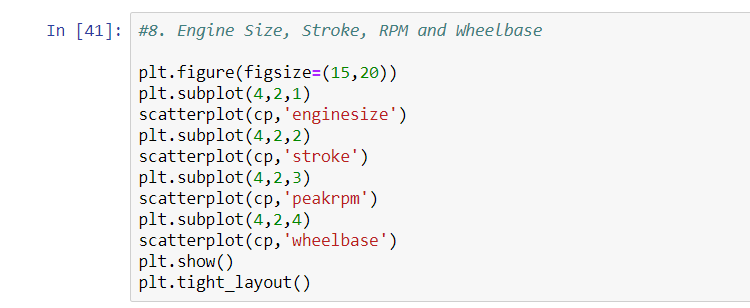 In [41]: #8. Engine Size, Stroke, RPM and Wheelbase
plt.figure(figsize=(15,20))
plt.subplot(4,2,1)
scatterplot(cp,'enginesize')
plt.subplot(4,2,2)
scatterplot(cp,'stroke')
plt.subplot(4,2,3)
scatterplot(cp,'peakrpm')
plt.subplot(4,2,4)
scatterplot(cp,'wheelbase')
plt.show()
plt.tight_layout()